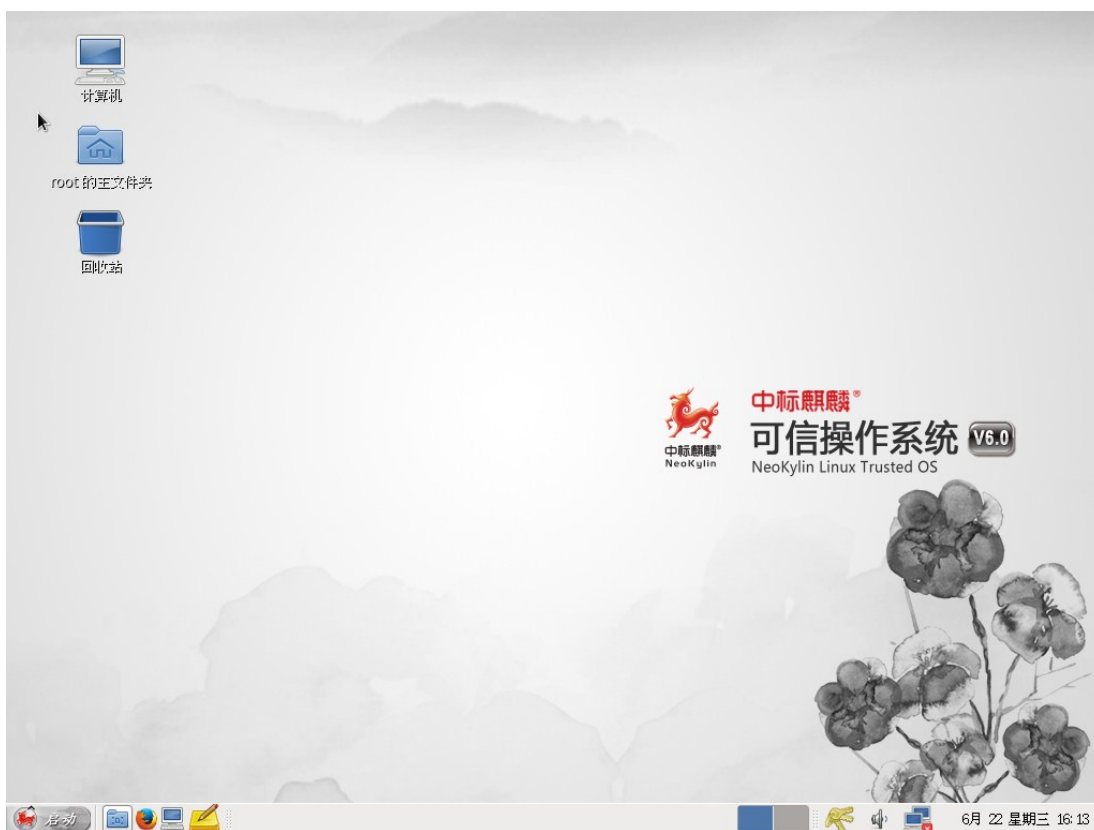 计算机
root 的主文件夹
回收站
中标麒麟®
NeoKylin
中标麒麟®
可信操作系统 V6.0
NeoKylin Linux Trusted OS
启动
6月 22 星期三 16:13